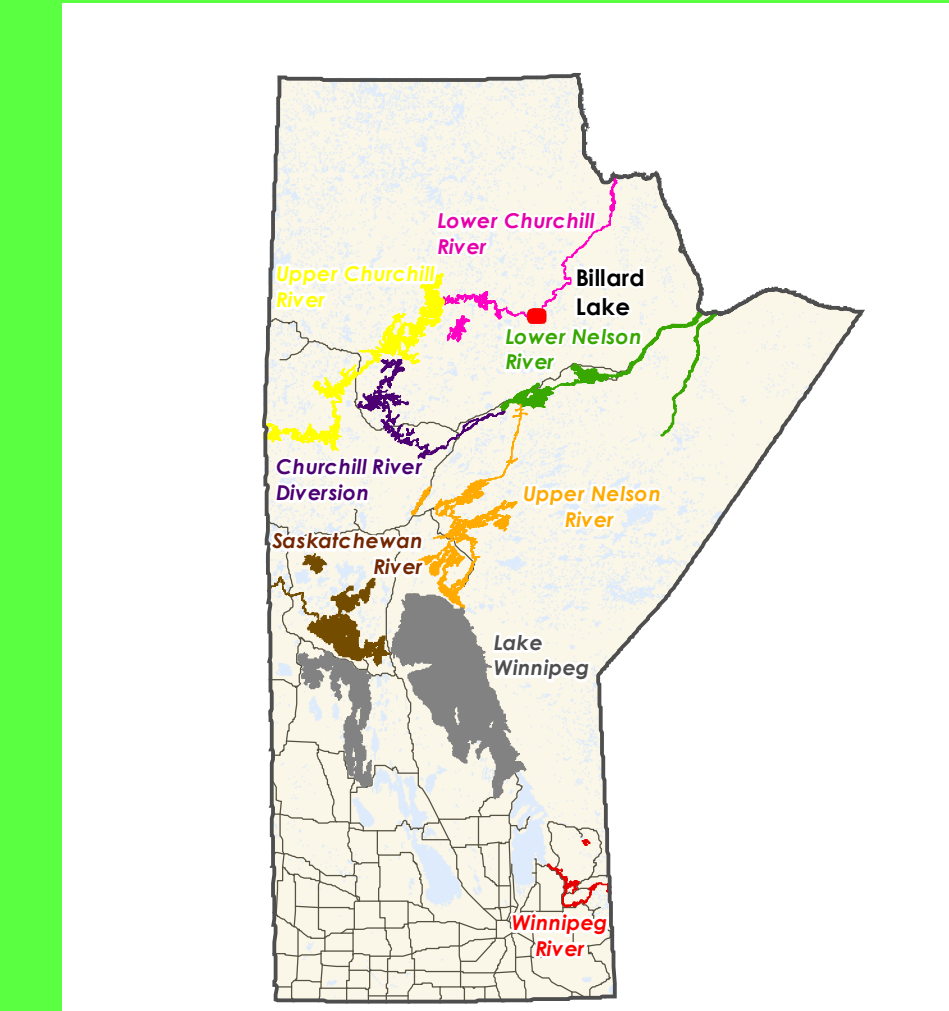 Lower Churchill
River
Upper Churchill
River
Billard
Lake
Lower Nelson
River
Churchill River
Diversion
Upper Nelson
River
Saskatchewan
River
Lake
Winnipeg
Winnipeg
River